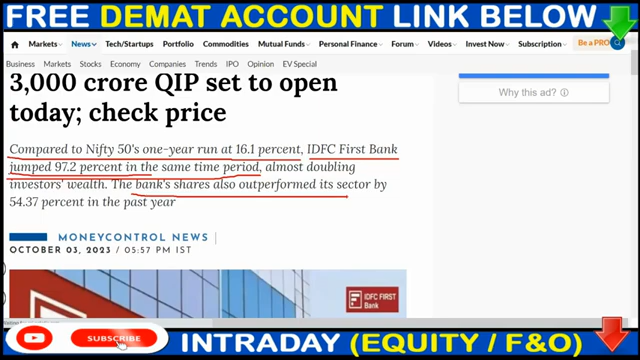 FREE DEMAT ACCOUNT LINK BELOW
Markets News Tech/Startups Portfolio Commodities Mutual Funds Personal Finance Forum Videos Invest Now Subscription Be a PRO
Business Markets Stocks Economy Companies Trends IPO Opinion EV Special
3,000 crore QIP set to open
today; check price
Why this ad?
Compared to Nifty 50's one-year run at 16.1 percent, IDFC First Bank
jumped 97.2 percent in the same time period, almost doubling
investors' wealth. The bank's shares also outperformed its sector by
54.37 percent in the past year
MONEYCONTROL NEWS
OCTOBER 03, 2023 / 05:57 PM IST
IDFC FIRST
Bank
SUBSCRIBE
INTRADAY (EQUITY / F&O)